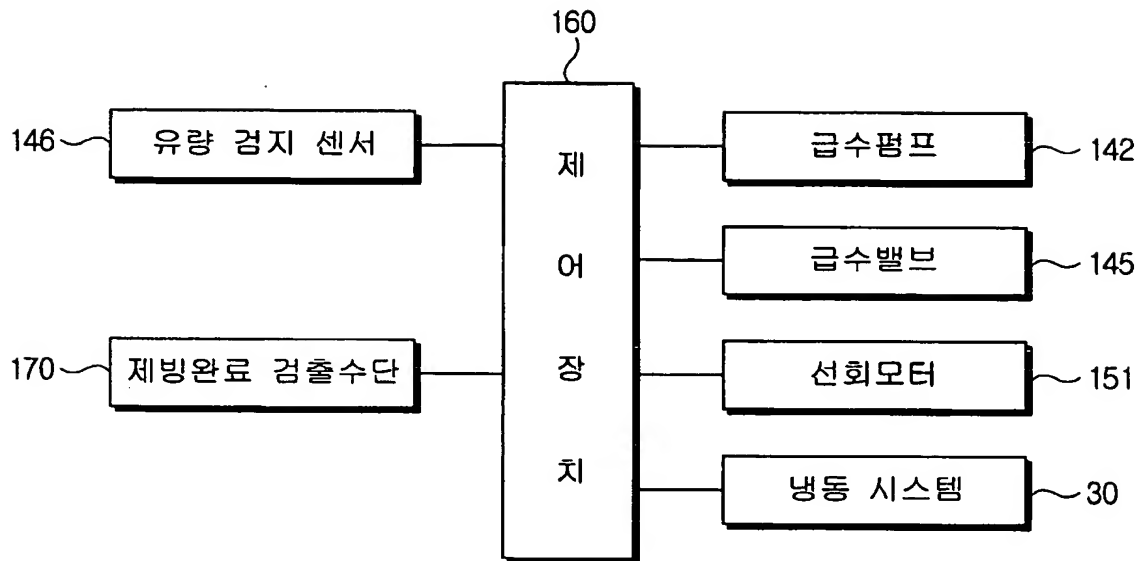 160
146 유량 검지 센서
급수펌프 142
제
어
장
치
급수밸브 145
170 제빙완료 검출수단
선회모터 151
냉동 시스템 30